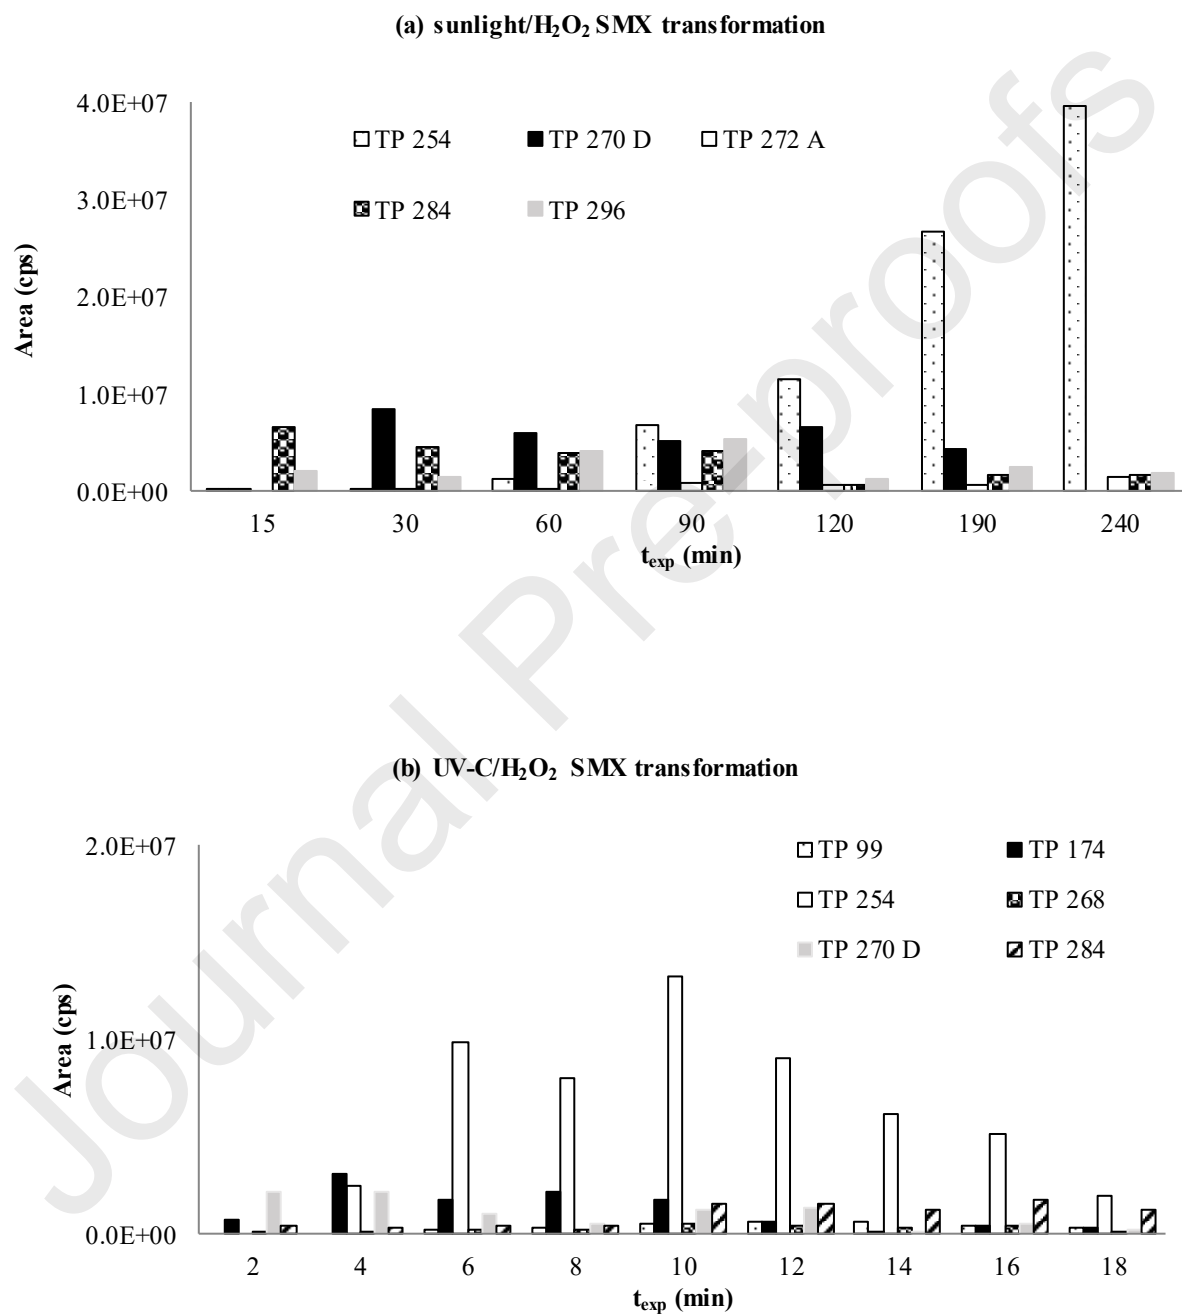 (a) sunlight/H₂O₂ SMX transformation
4.0E+07
TP 254 TP 270 D TP 272 A
TP 284 TP 296
3.0E+07
2.0E+07
1.0E+07
0.0E+00
Area (cps)
15 30 60 90 120 190 240
t_exp (min)
Journal Pre-proofs
(b) UV-C/H₂O₂ SMX transformation
2.0E+07
TP 99 TP 174
TP 254 TP 268
TP 270 D TP 284
1.0E+07
0.0E+00
Area (cps)
2 4 6 8 10 12 14 16 18
t_exp (min)